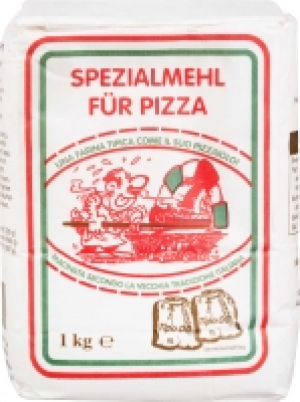 SPEZIALMEHL
FÜR PIZZA
UNA FARINA TIPICA, COME IL SUO PIZZAIOLO!
MACINATA SECONDO LA VECCHIA TRADIZIONE ITALIANA
1 kg e